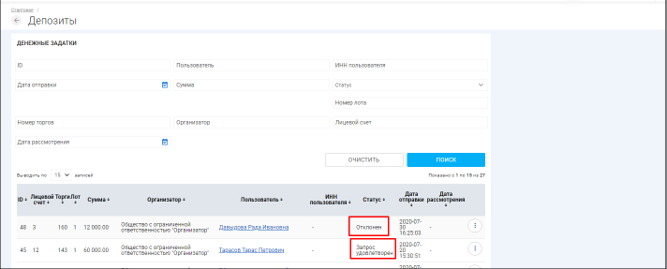 Стартовая /
← Депозиты
ДЕНЕЖНЫЕ ЗАДАТКИ
ID Пользователь ИНН пользователя
Дата отправки Сумма Статус
Номер лота
Номер торгов Организатор Лицевой счет
Дата рассмотрения
ОЧИСТИТЬ ПОИСК
Выводить по 15 записей Показано с 1 по 15 из 27
ID Лицевой счет Торги Лот Сумма Организатор Пользователь ИНН пользователя Статус Дата отправки Дата рассмотрения
48 3 160 1 12 000.00 Общество с ограниченной ответственностью "Организатор" Давыдова Рада Ивановна - Отклонен 2020-07-30 16:25:03 -
45 12 143 1 60 000.00 Общество с ограниченной ответственностью "Организатор" Тарасов Тарас Петрович - Запрос удовлетворен 2020-07-20 15:30:51 -